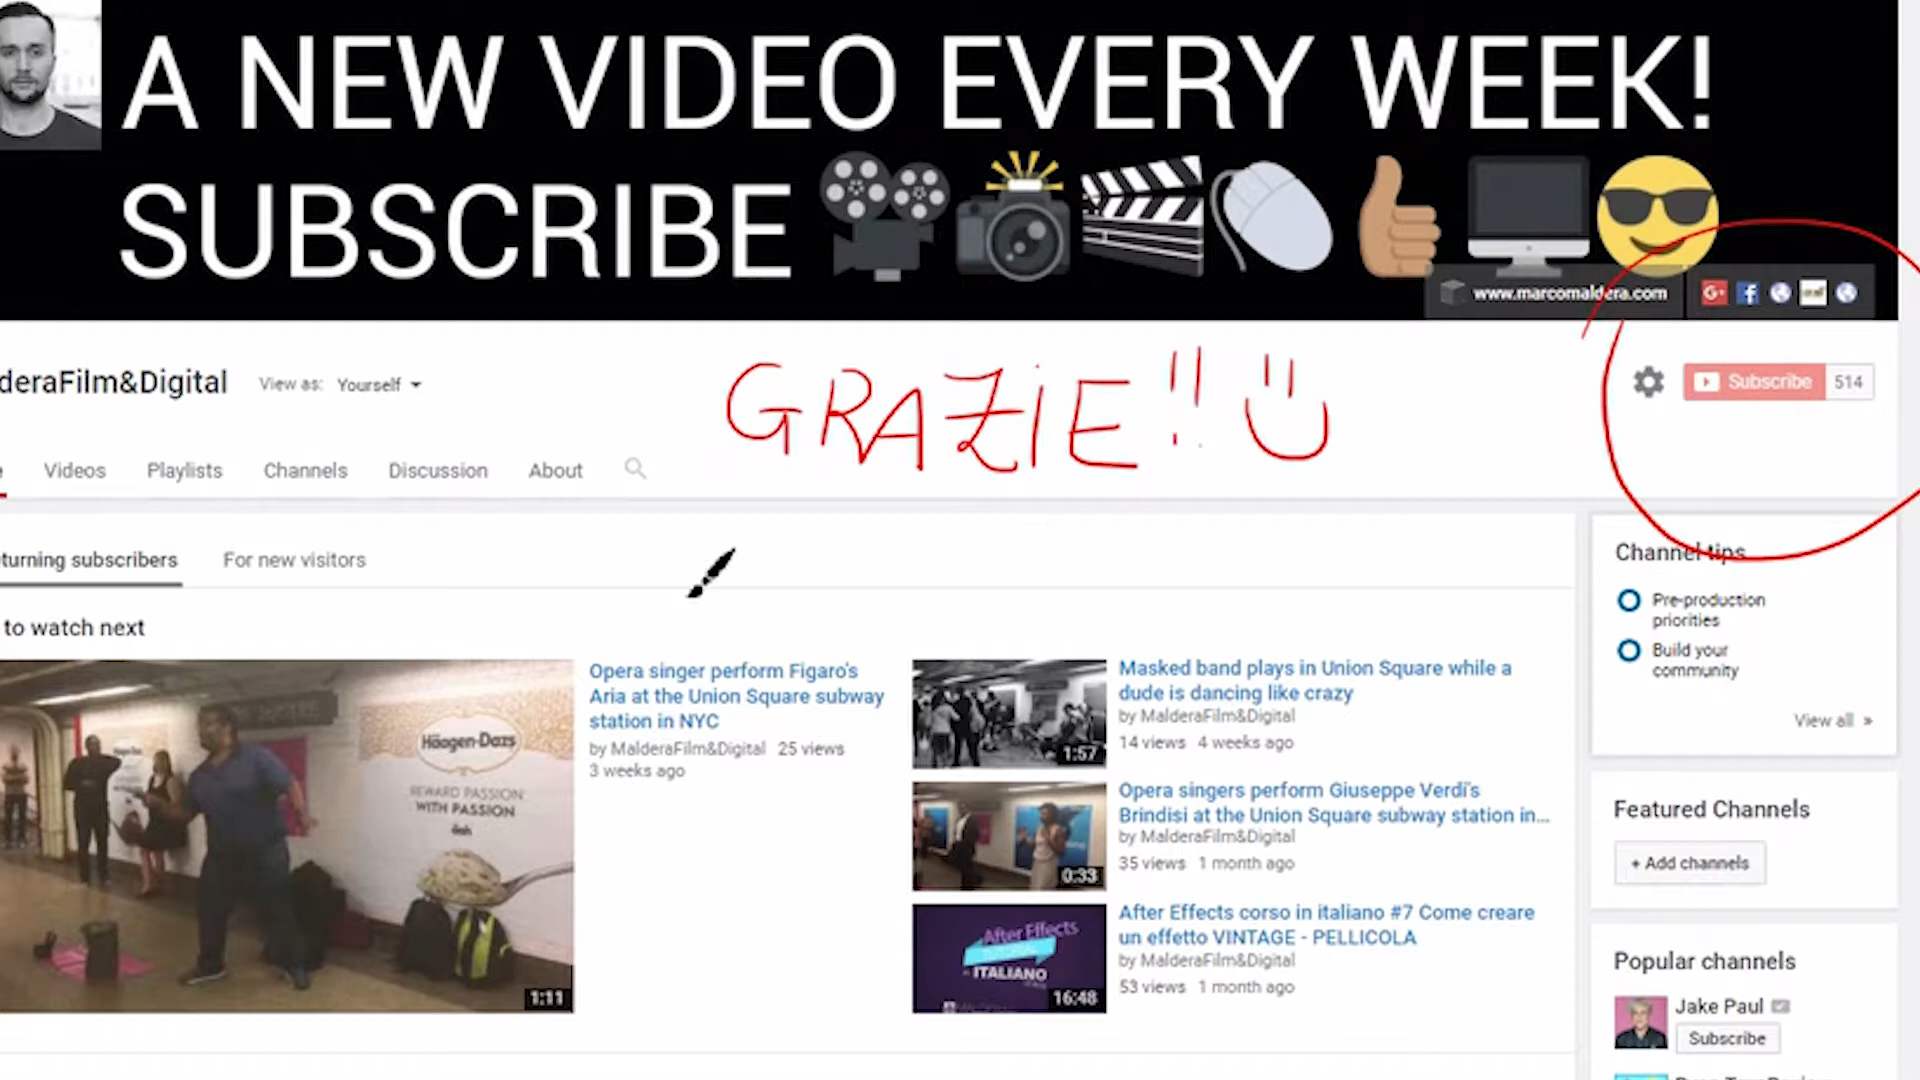 A NEW VIDEO EVERY WEEK!
SUBSCRIBE
www.marcomaldera.com
G+ f
deraFilm&Digital
View as: Yourself
GRAZIE!!
Subscribe 514
Videos Playlists Channels Discussion About
turning subscribers
For new visitors
to watch next
Häagen-Dazs
REWARD PASSION
WITH PASSION
1:11
Opera singer perform Figaro's
Aria at the Union Square subway
station in NYC
by MalderaFilm&Digital 25 views
3 weeks ago
1:57
Masked band plays in Union Square while a
dude is dancing like crazy
by MalderaFilm&Digital
14 views 4 weeks ago
0:33
Opera singers perform Giuseppe Verdi's
Brindisi at the Union Square subway station in...
by MalderaFilm&Digital
35 views 1 month ago
After Effects
ITALIANO
16:48
After Effects corso in italiano #7 Come creare
un effetto VINTAGE - PELLICOLA
by MalderaFilm&Digital
53 views 1 month ago
Channel tips
Pre-production
priorities
Build your
community
View all »
Featured Channels
+ Add channels
Popular channels
Jake Paul
Subscribe